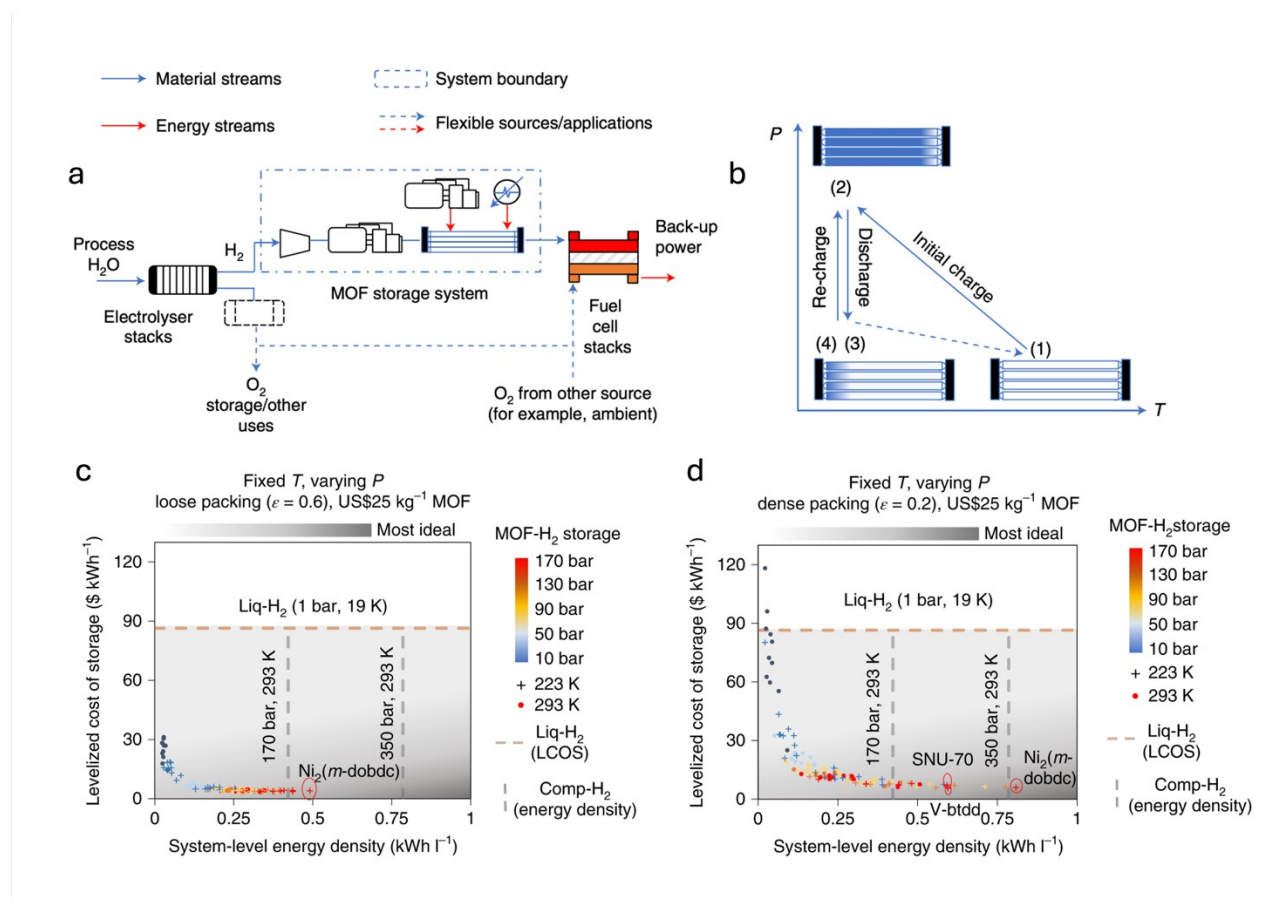 Material streams
System boundary
Energy streams
Flexible sources/applications
a
Process
H₂O
H₂
Electrolyser
stacks
MOF storage system
Back-up
power
Fuel
cell
stacks
O₂
storage/other
uses
O₂ from other source
(for example, ambient)
b
P
(2)
Re-charge
Discharge
Initial charge
(4) (3)
(1)
T
c
Fixed T, varying P
loose packing (ε = 0.6), US$25 kg⁻¹ MOF
Most ideal
Levelized cost of storage ($ kWh⁻¹)
120
90
60
30
0
Liq-H₂ (1 bar, 19 K)
170 bar, 293 K
350 bar, 293 K
Ni₂(m-dobdc)
0 0.25 0.5 0.75 1
System-level energy density (kWh l⁻¹)
MOF-H₂ storage
170 bar
130 bar
90 bar
50 bar
10 bar
+ 223 K
293 K
Liq-H₂
(LCOS)
Comp-H₂
(energy density)
d
Fixed T, varying P
dense packing (ε = 0.2), US$25 kg⁻¹ MOF
Most ideal
Levelized cost of storage ($ kWh⁻¹)
120
90
60
30
0
Liq-H₂ (1 bar, 19 K)
170 bar, 293 K
350 bar, 293 K
SNU-70
V-btdd
Ni₂(m-
dobdc)
0 0.25 0.5 0.75 1
System-level energy density (kWh l⁻¹)
MOF-H₂storage
170 bar
130 bar
90 bar
50 bar
10 bar
+ 223 K
293 K
Liq-H₂
(LCOS)
Comp-H₂
(energy density)